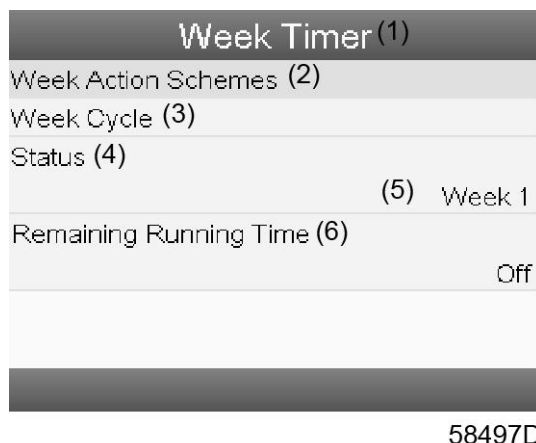 Week Timer (1)
Week Action Schemes (2)
Week Cycle (3)
Status (4)
(5) Week 1
Remaining Running Time (6)
Off
58497D